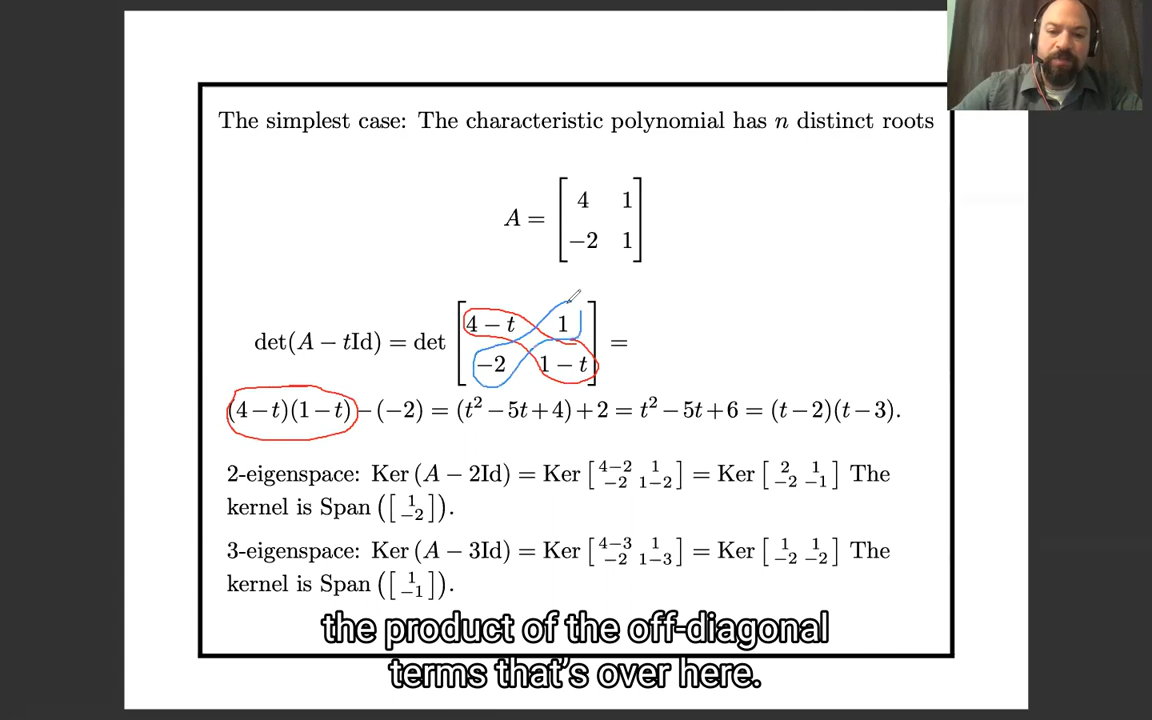 The simplest case: The characteristic polynomial has n distinct roots
A = [ 4 1
−2 1 ]
det(A − tId) = det [ 4 − t 1
−2 1 − t ] =
(4−t)(1−t)−(−2) = (t² −5t+4)+2 = t² −5t+6 = (t−2)(t−3).
2-eigenspace: Ker (A − 2Id) = Ker [ 4−2 1 −2 1−2 ] = Ker [ 2 1 −2 −1 ] The
kernel is Span ([ 1 −2 ]).
3-eigenspace: Ker (A − 3Id) = Ker [ 4−3 1 −2 1−3 ] = Ker [ 1 1 −2 −2 ] The
kernel is Span ([ 1 −1 ]).
the product of the off-diagonal
terms that's over here.